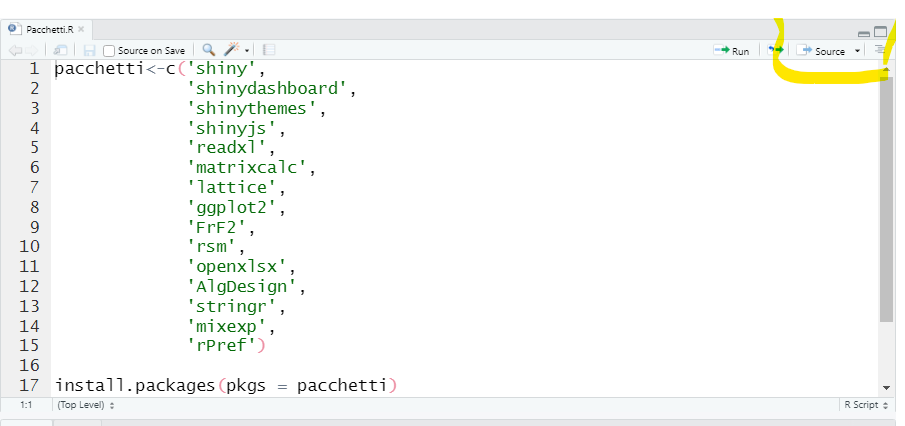 Pacchetti.R
Source on Save
Run
Source
1 pacchetti<-c('shiny',
2 'shinydashboard',
3 'shinythemes',
4 'shinyjs',
5 'readxl',
6 'matrixcalc',
7 'lattice',
8 'ggplot2',
9 'FrF2',
10 'rsm',
11 'openxlsx',
12 'AlgDesign',
13 'stringr',
14 'mixexp',
15 'rPref')
16
17 install.packages(pkgs = pacchetti)
1:1 (Top Level) R Script